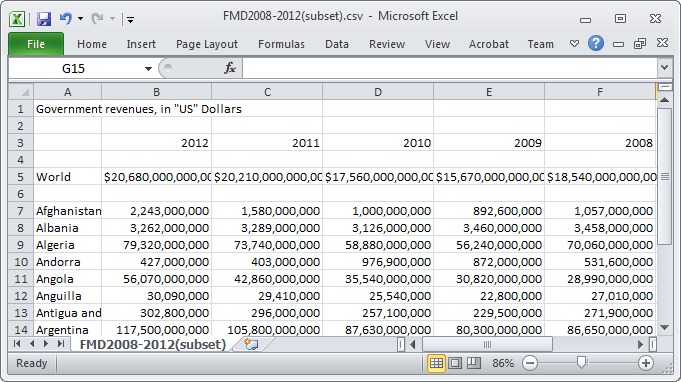 FMD2008-2012(subset).csv - Microsoft Excel
File Home Insert Page Layout Formulas Data Review View Acrobat Team
G15 fx
A B C D E F
1 Government revenues, in "US" Dollars
2
3 2012 2011 2010 2009 2008
4
5 World $20,680,000,000,00 $20,210,000,000,00 $17,560,000,000,00 $15,670,000,000,00 $18,540,000,000,00
6
7 Afghanistan 2,243,000,000 1,580,000,000 1,000,000,000 892,600,000 1,057,000,000
8 Albania 3,262,000,000 3,289,000,000 3,126,000,000 3,460,000,000 3,458,000,000
9 Algeria 79,320,000,000 73,740,000,000 58,880,000,000 56,240,000,000 70,060,000,000
10 Andorra 427,000,000 403,000,000 976,900,000 872,000,000 531,600,000
11 Angola 56,070,000,000 42,860,000,000 35,540,000,000 30,820,000,000 28,990,000,000
12 Anguilla 30,090,000 29,410,000 25,540,000 22,800,000 27,010,000
13 Antigua and 302,800,000 296,000,000 257,100,000 229,500,000 271,900,000
14 Argentina 117,500,000,000 105,800,000,000 87,630,000,000 80,300,000,000 86,650,000,000
FMD2008-2012(subset)
Ready 86%